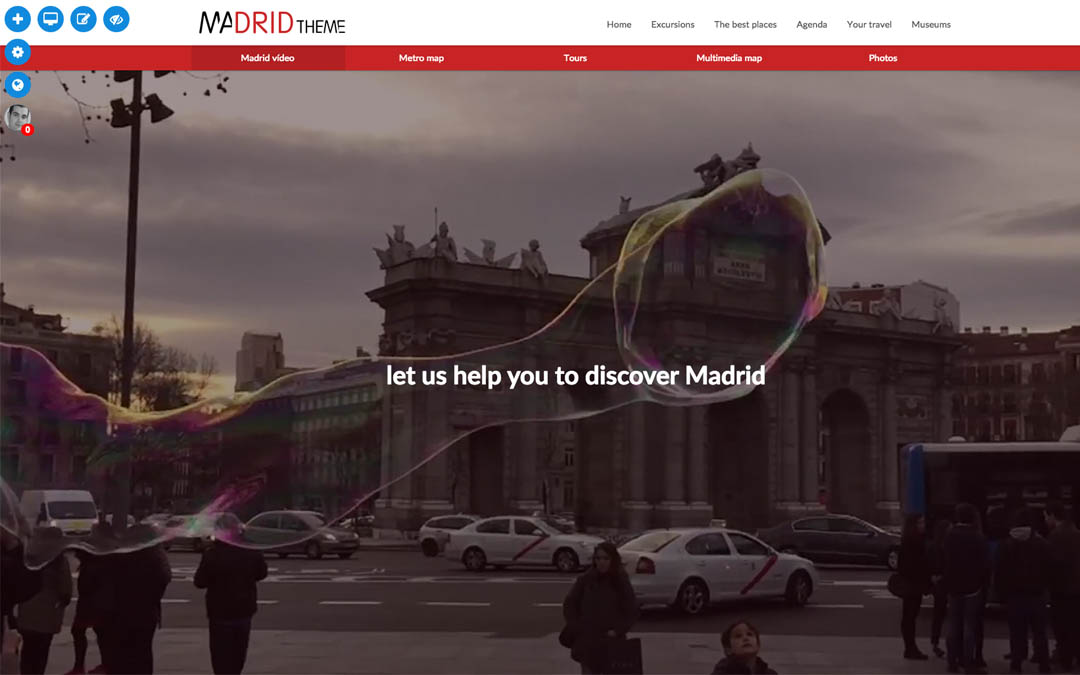 MADRID THEME
Home Excursions The best places Agenda Your travel Museums
Madrid vídeo Metro map Tours Multimedia map Photos
0
let us help you to discover Madrid